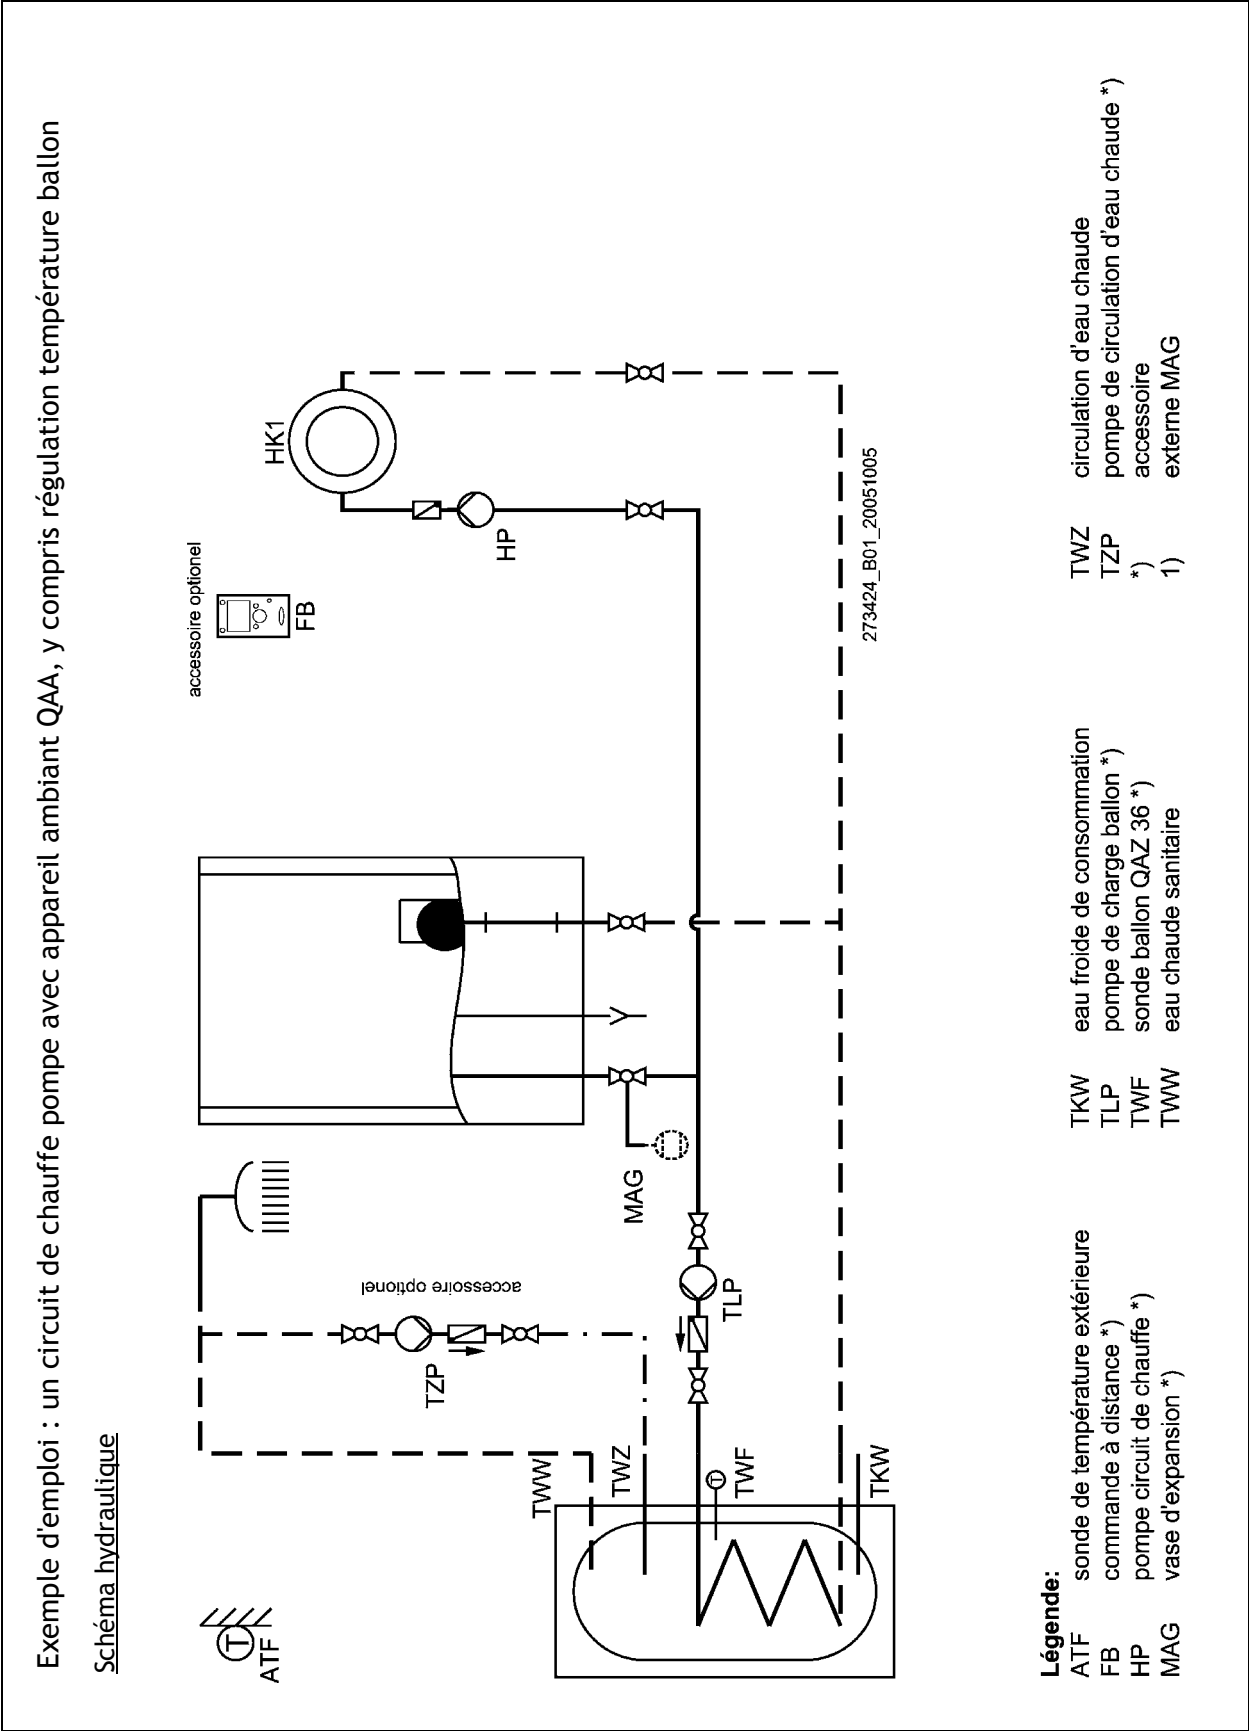 Exemple d'emploi : un circuit de chauffe pompe avec appareil ambiant QAA, y compris régulation température ballon
Schéma hydraulique
T
ATF
accessoire optionel
FB
HK1
HP
accessoire optionel
TZP
MAG
TWW
TWZ
TLP
T
TWF
TKW
273424_B01_20051005
Légende:
ATF sonde de température extérieure
FB commande à distance *)
HP pompe circuit de chauffe *)
MAG vase d'expansion *)
TKW eau froide de consommation
TLP pompe de charge ballon *)
TWF sonde ballon QAZ 36 *)
TWW eau chaude sanitaire
TWZ circulation d'eau chaude
TZP pompe de circulation d'eau chaude *)
*) accessoire
1) externe MAG